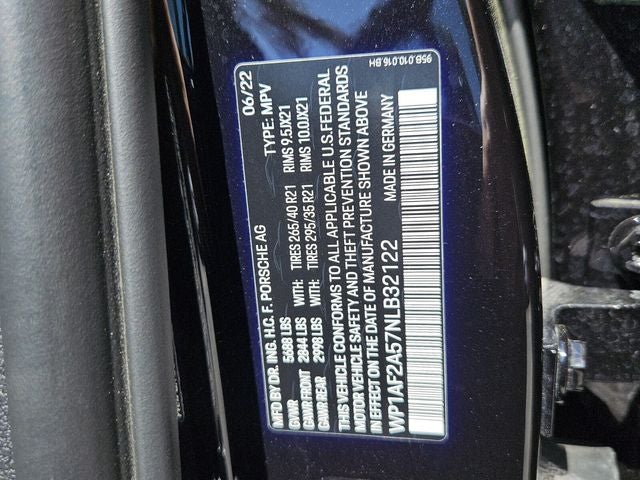 MFD BY DR. ING. H.C. F. PORSCHE AG 06/22
GVWR 5688 LBS TYPE: MPV
GAWR FRONT 2844 LBS WITH: TIRES 265/40 R21 RIMS 9.5JX21
GAWR REAR 2998 LBS WITH: TIRES 295/35 R21 RIMS 10.0JX21
THIS VEHICLE CONFORMS TO ALL APPLICABLE U.S. FEDERAL
MOTOR VEHICLE SAFETY AND THEFT PREVENTION STANDARDS
IN EFFECT ON THE DATE OF MANUFACTURE SHOWN ABOVE
WP1AF2A57NLB32122 MADE IN GERMANY
95B.010.016.BH